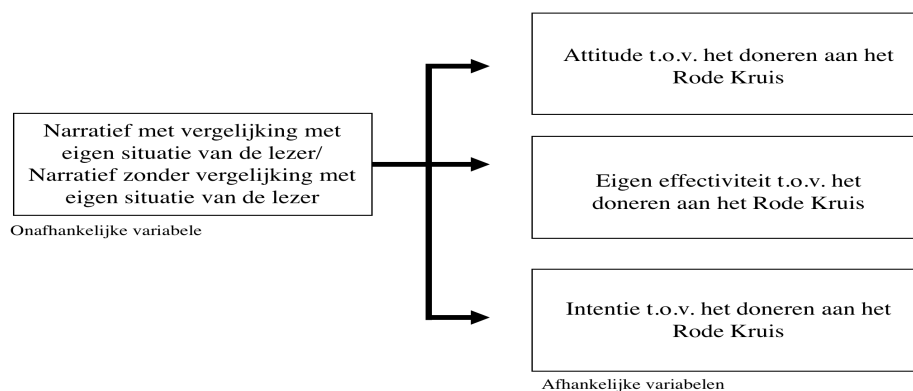 Narratief met vergelijking met
eigen situatie van de lezer/
Narratief zonder vergelijking met
eigen situatie van de lezer
Onafhankelijke variabele
Attitude t.o.v. het doneren aan het
Rode Kruis
Eigen effectiviteit t.o.v. het
doneren aan het Rode Kruis
Intentie t.o.v. het doneren aan het
Rode Kruis
Afhankelijke variabelen